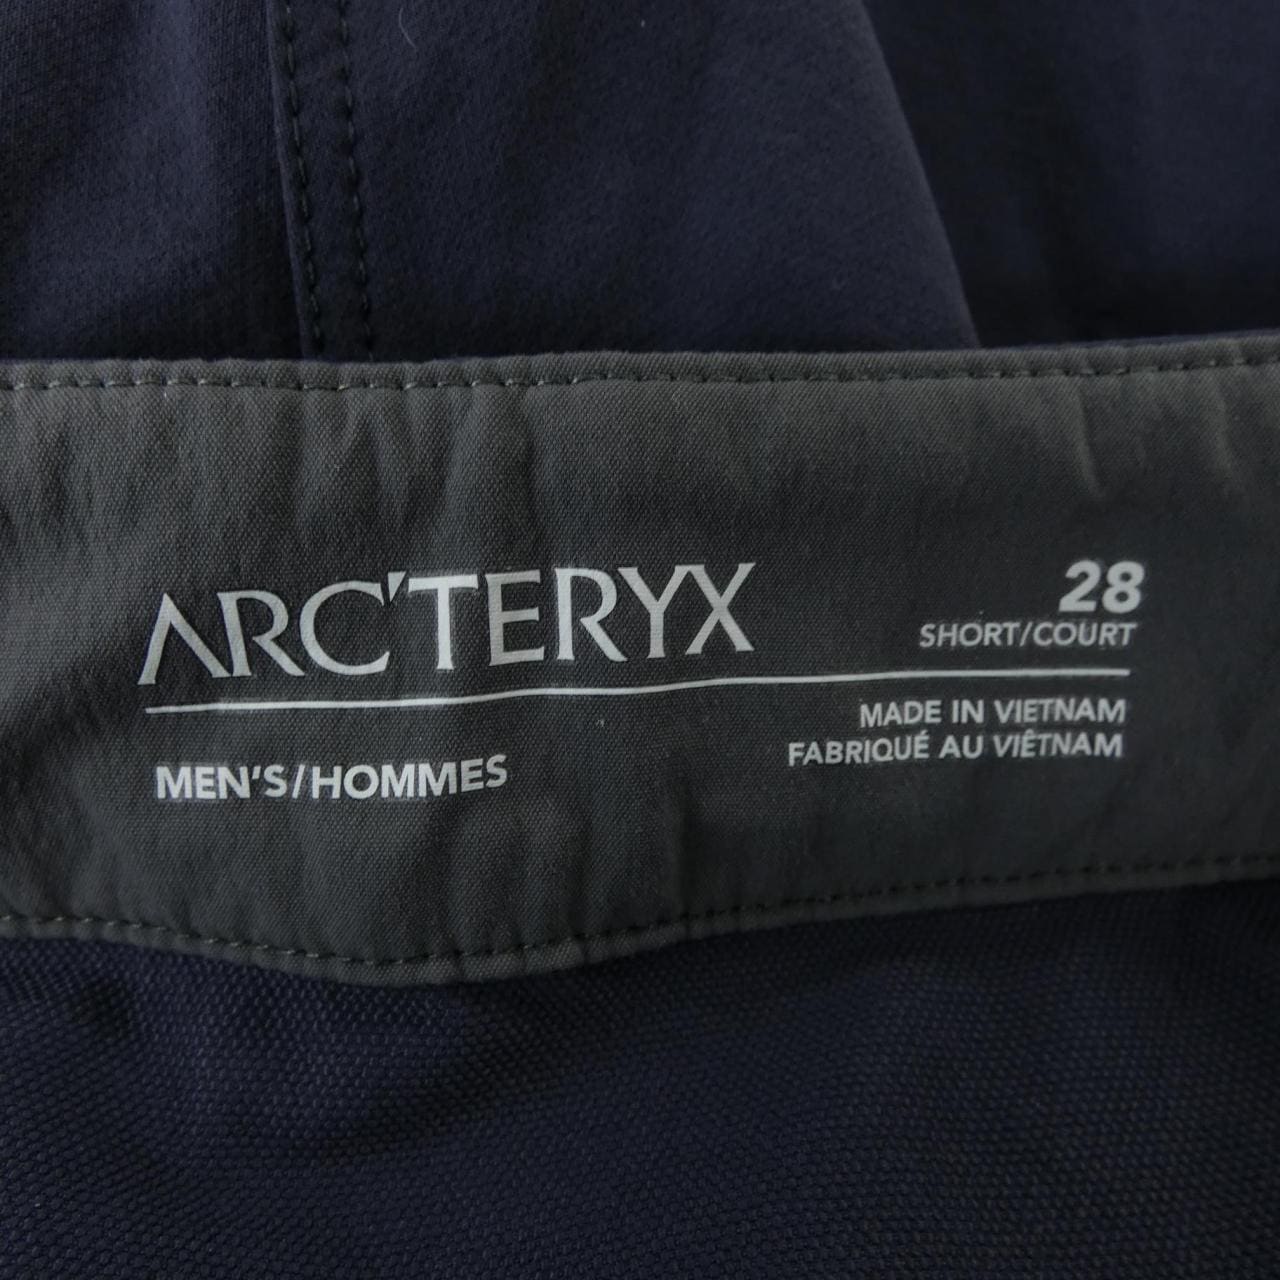 ARC'TERYX
28
SHORT/COURT
MEN'S/HOMMES
MADE IN VIETNAM
FABRIQUÉ AU VIÊTNAM